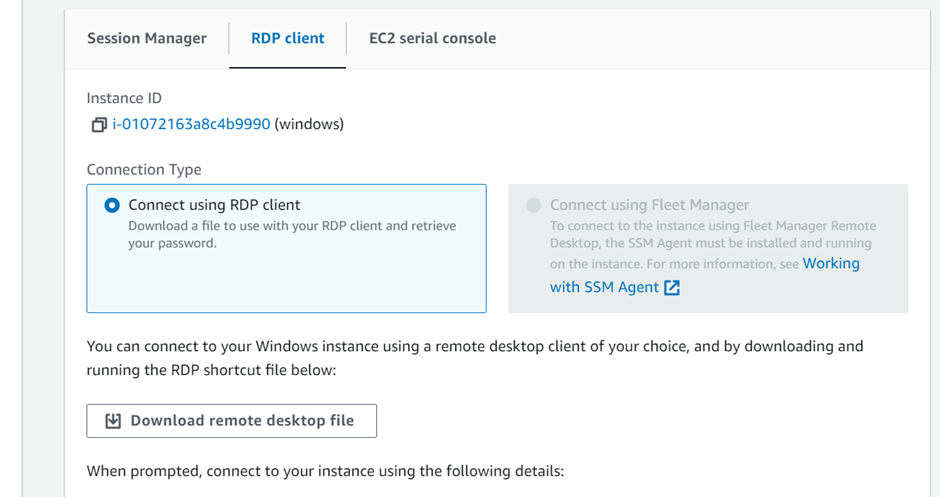 Session Manager
RDP client
EC2 serial console
Instance ID
i-01072163a8c4b9990 (windows)
Connection Type
Connect using RDP client
Download a file to use with your RDP client and retrieve
your password.
Connect using Fleet Manager
To connect to the instance using Fleet Manager Remote
Desktop, the SSM Agent must be installed and running
on the instance. For more information, see Working
with SSM Agent
You can connect to your Windows instance using a remote desktop client of your choice, and by downloading and
running the RDP shortcut file below:
Download remote desktop file
When prompted, connect to your instance using the following details: